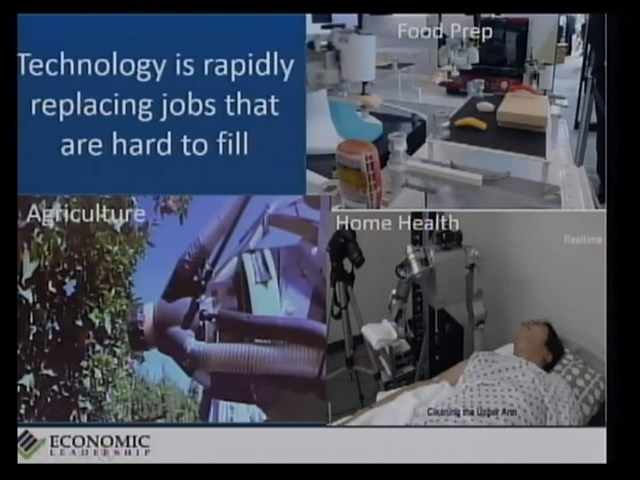 Technology is rapidly
replacing jobs that
are hard to fill
Food Prep
Agriculture
Home Health
Realtime
Cleaning the Upper Arm
ECONOMIC
LEADERSHIP